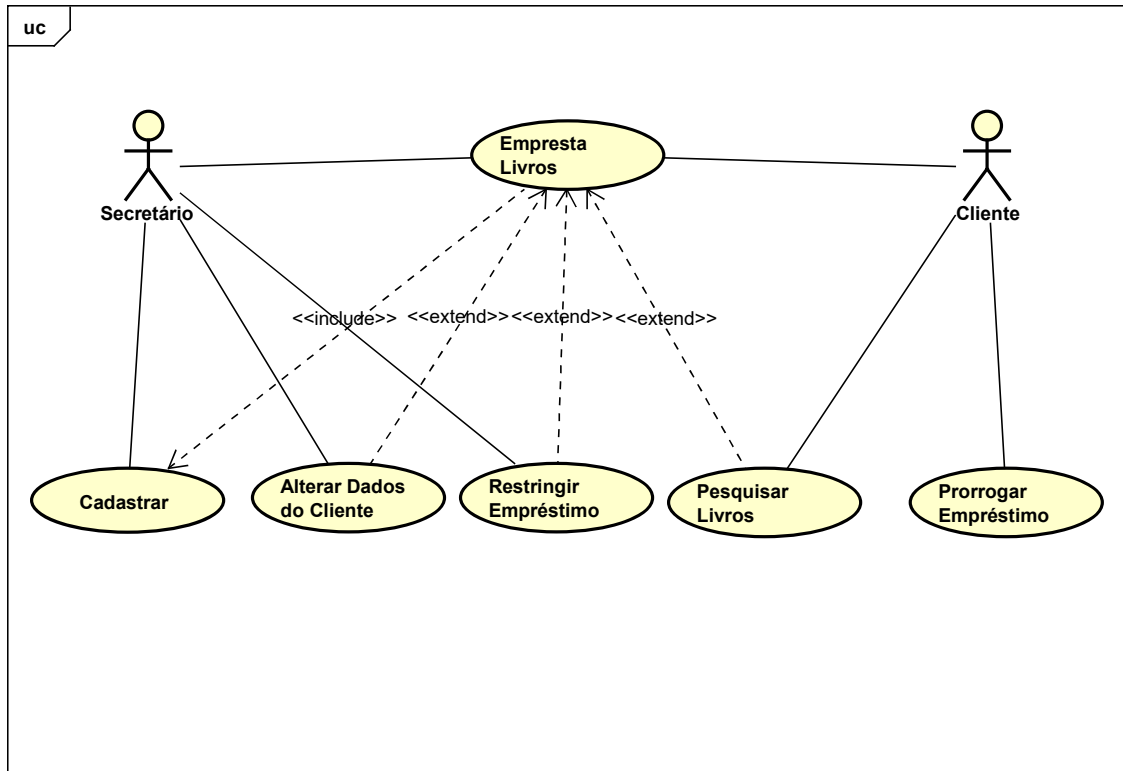 uc
Empresta
Livros
Secretário
Cliente
<<include>>
<<extend>>
<<extend>>
<<extend>>
Cadastrar
Alterar Dados
do Cliente
Restringir
Empréstimo
Pesquisar
Livros
Prorrogar
Empréstimo